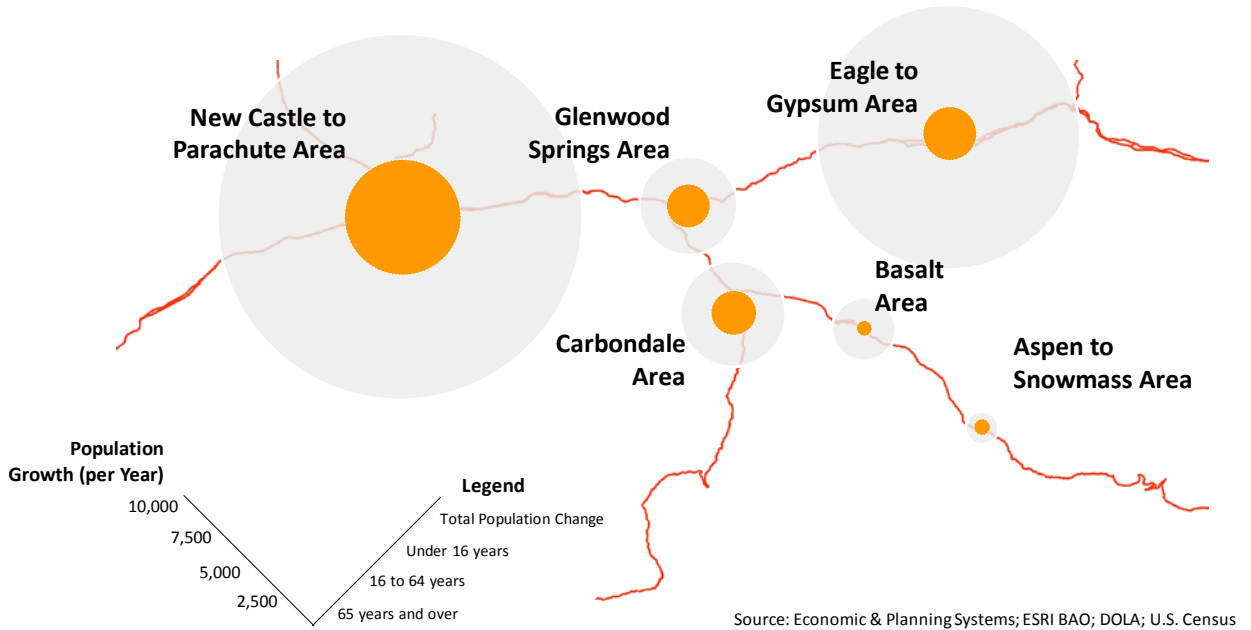 New Castle to
Parachute Area
Glenwood
Springs Area
Eagle to
Gypsum Area
Carbondale
Area
Basalt
Area
Aspen to
Snowmass Area
Population
Growth (per Year)
10,000
7,500
5,000
2,500
Legend
Total Population Change
Under 16 years
16 to 64 years
65 years and over
Source: Economic & Planning Systems; ESRI BAO; DOLA; U.S. Census